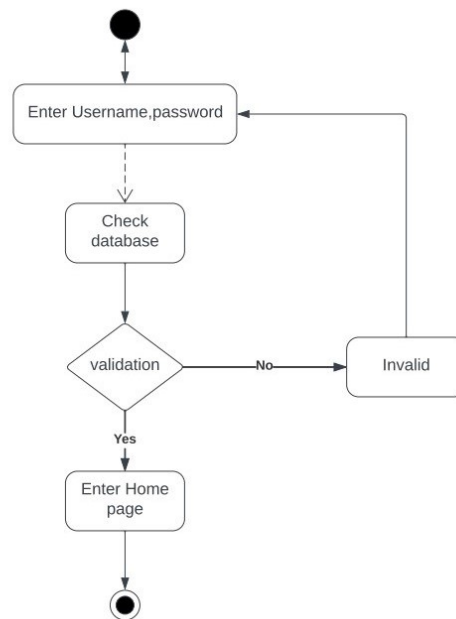 Enter Username,password
Check
database
validation
No
Invalid
Yes
Enter Home
page